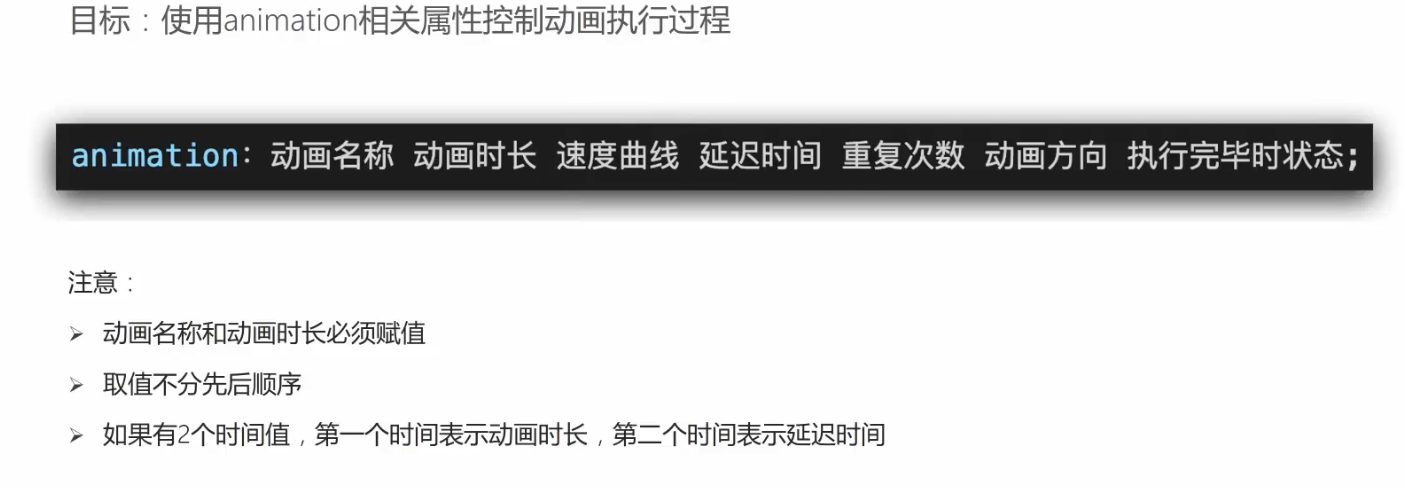 目标：使用animation相关属性控制动画执行过程
animation: 动画名称 动画时长 速度曲线 延迟时间 重复次数 动画方向 执行完毕时状态;
注意：
➢ 动画名称和动画时长必须赋值
➢ 取值不分先后顺序
➢ 如果有2个时间值，第一个时间表示动画时长，第二个时间表示延迟时间